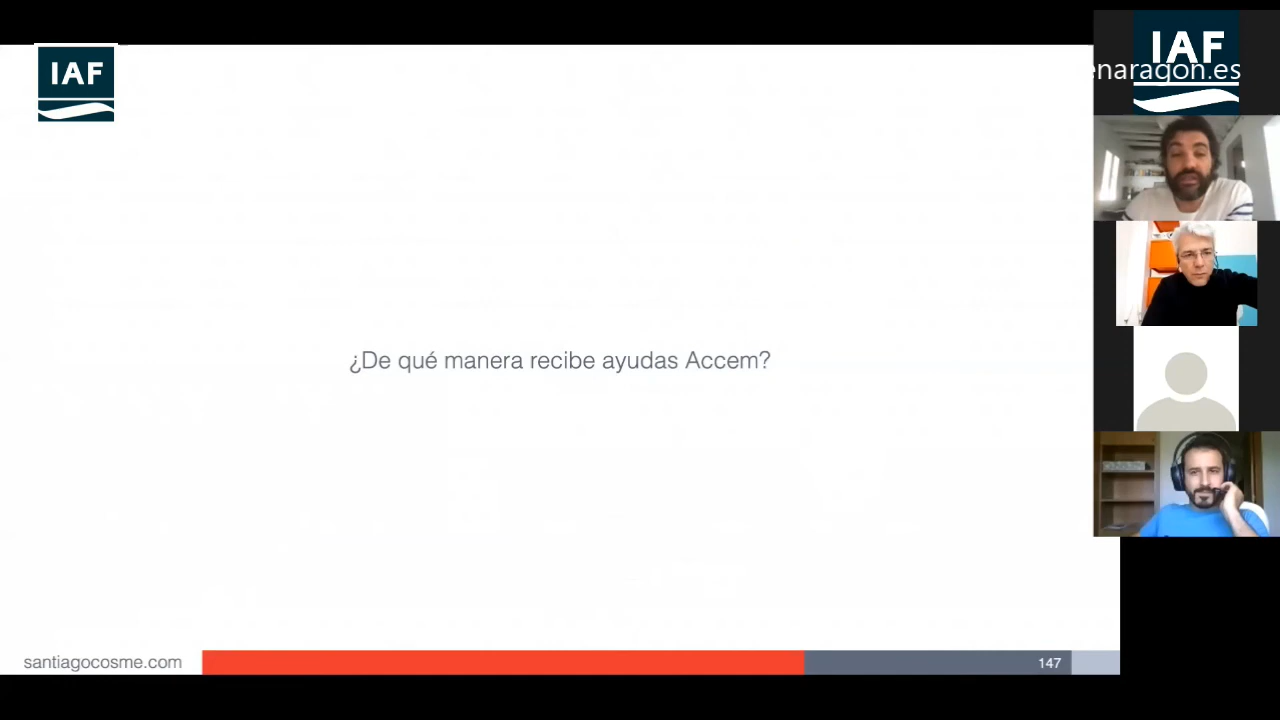 IAF
IAF
enaragon.es
¿De qué manera recibe ayudas Accem?
santiagocosme.com
147